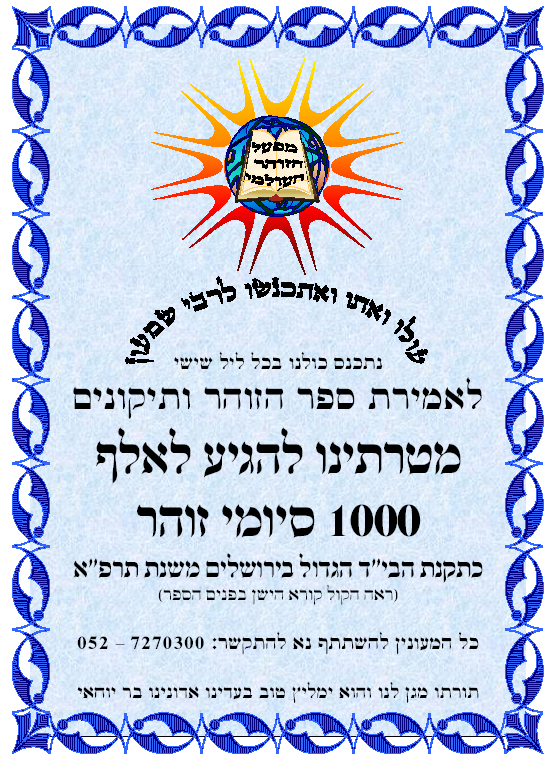 מפעל
הזוהר
העולמי
עולו ואתו ואתכנשו לרבי שמעון
נתכנס כולנו בכל ליל שישי
לאמירת ספר הזוהר ותיקונים
מטרתינו להגיע לאלף
1000 סיומי זוהר
כתקנת הבי"ד הגדול בירושלים משנת תרפ"א
(ראה הקול קורא הישן בפנים הספר)
כל המעונין להשתתף נא להתקשר: 7270300 – 052
תורתו מגן לנו והוא ימליץ טוב בעדינו אדונינו בר יוחאי